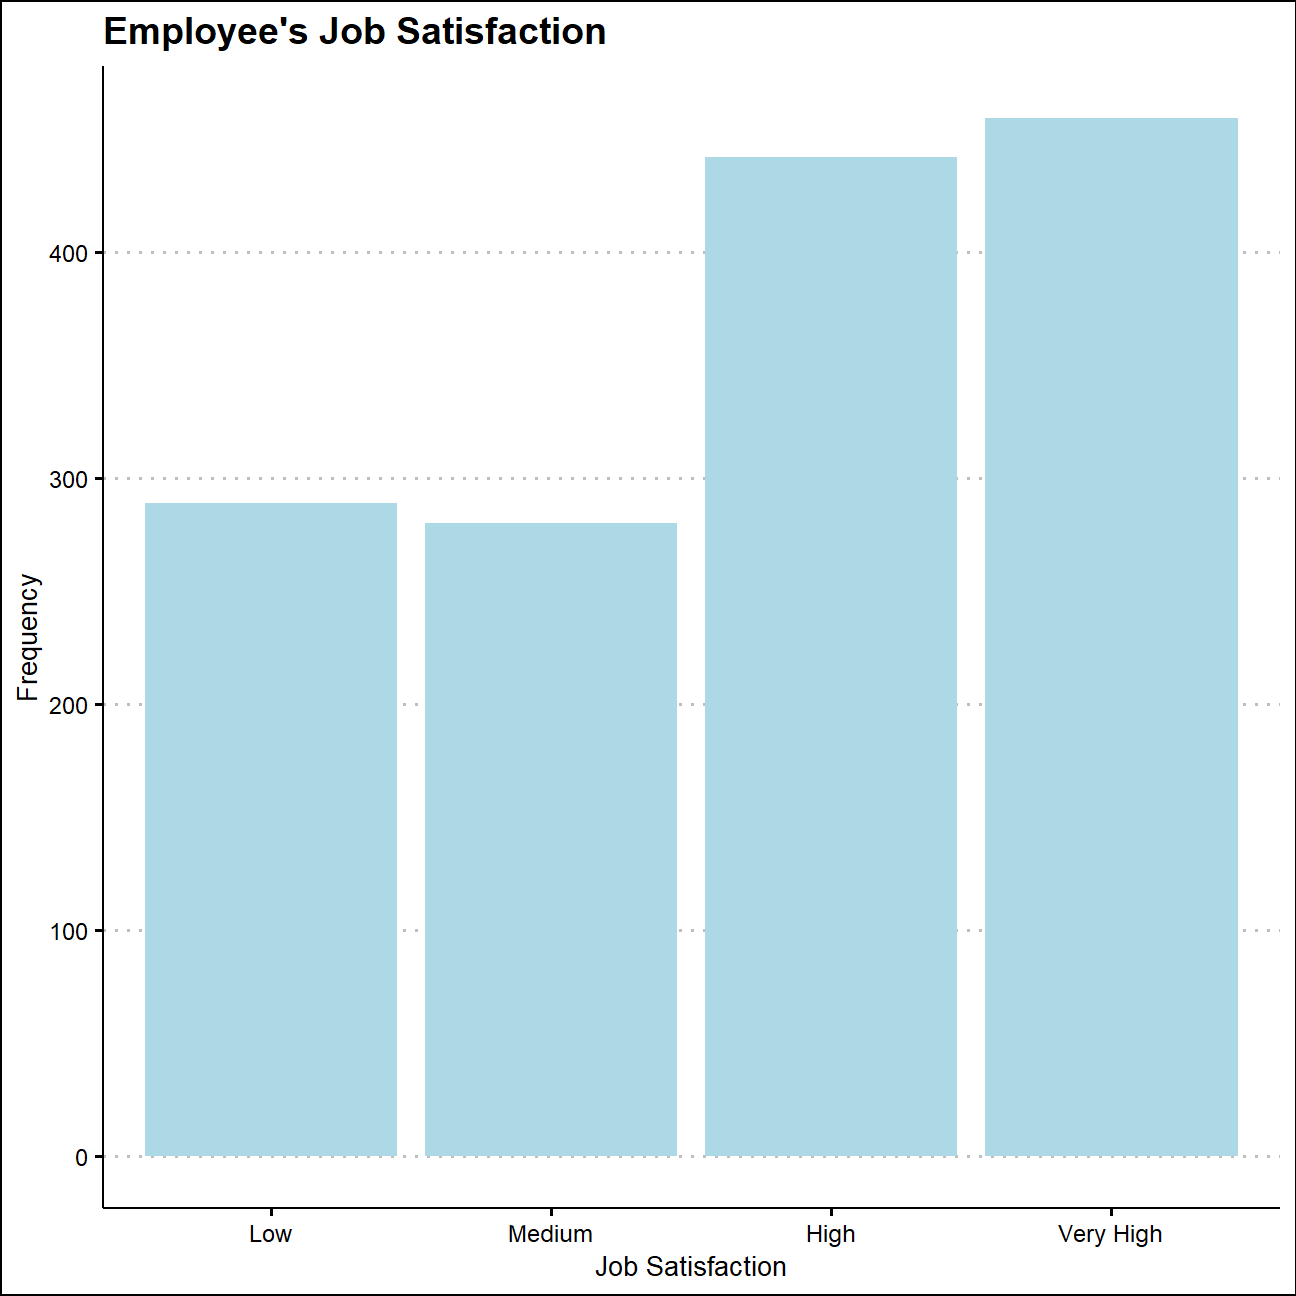 Employee's Job Satisfaction
Frequency
400
300
200
100
0
Low Medium High Very High
Job Satisfaction